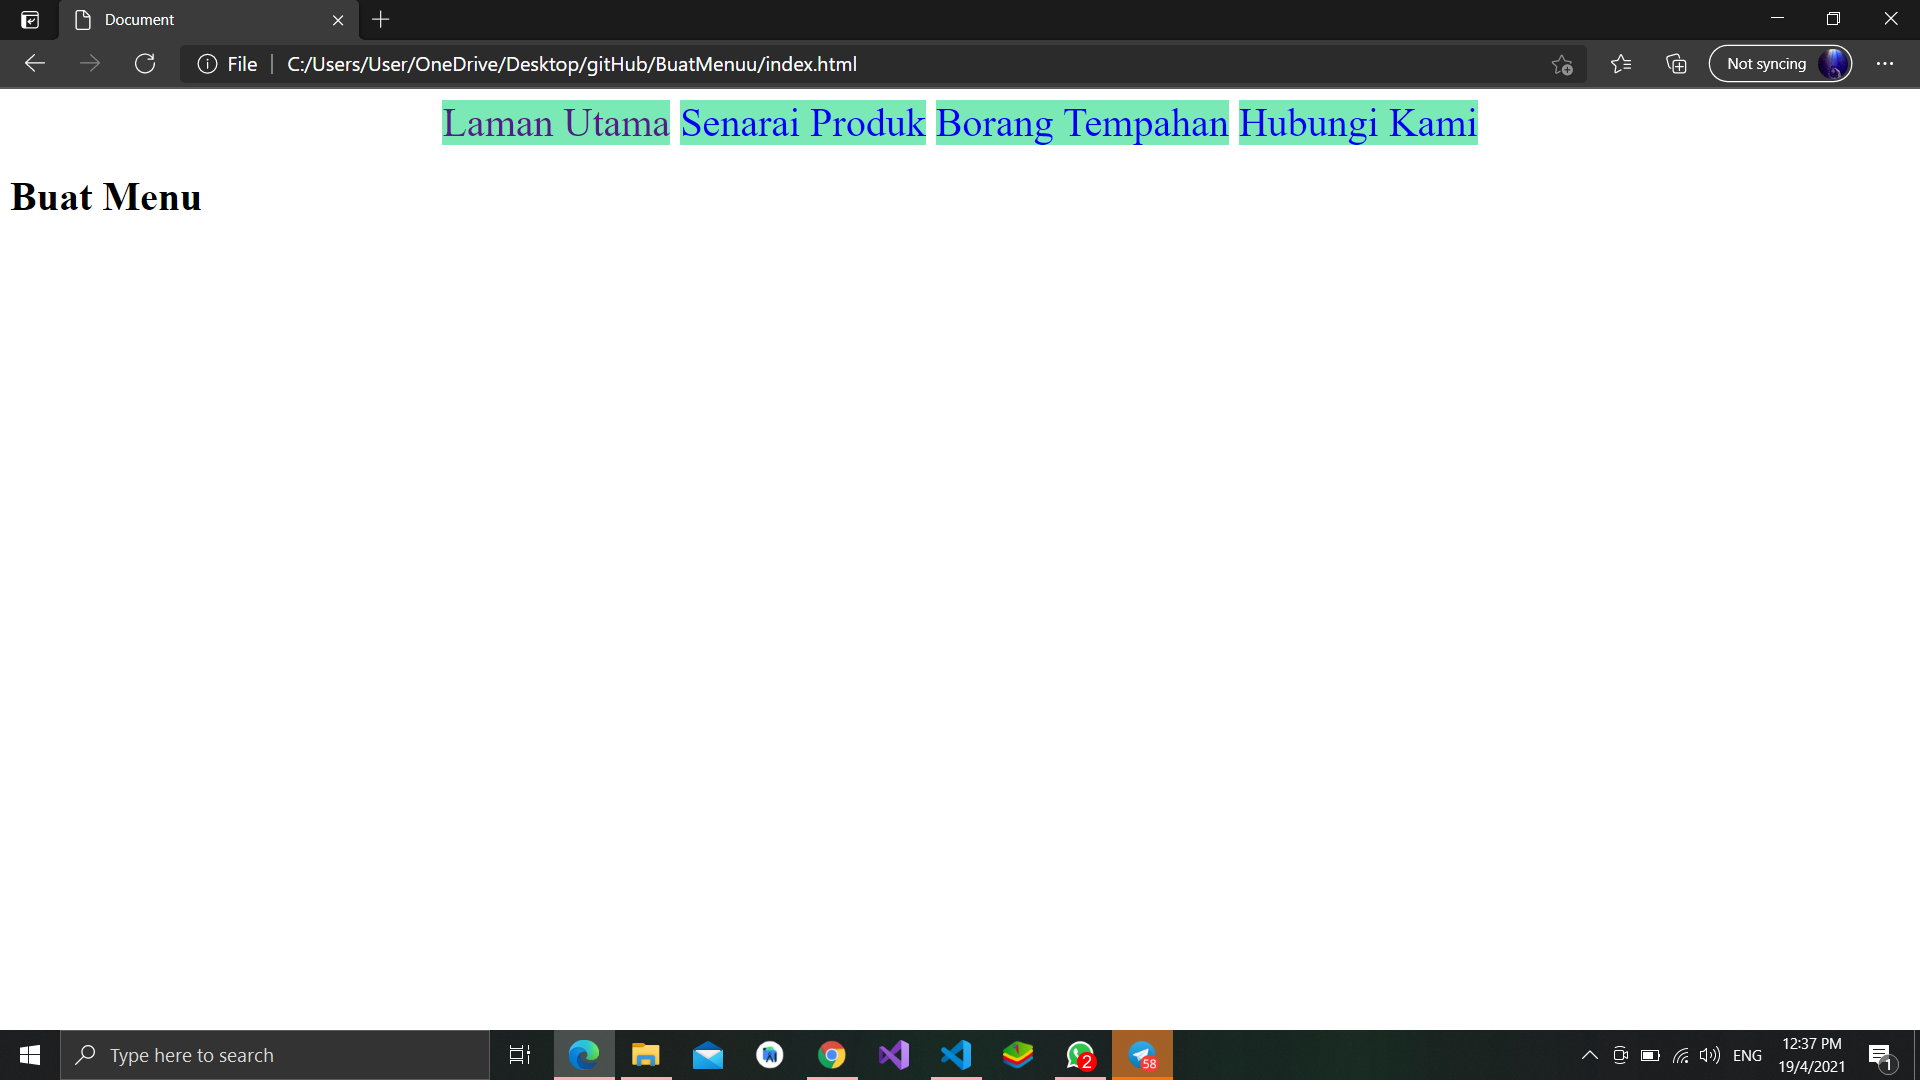 Document
File | C:/Users/User/OneDrive/Desktop/gitHub/BuatMenuu/index.html
Not syncing
Laman Utama Senarai Produk Borang Tempahan Hubungi Kami
Buat Menu
Type here to search
2
58
ENG
12:37 PM
19/4/2021
1